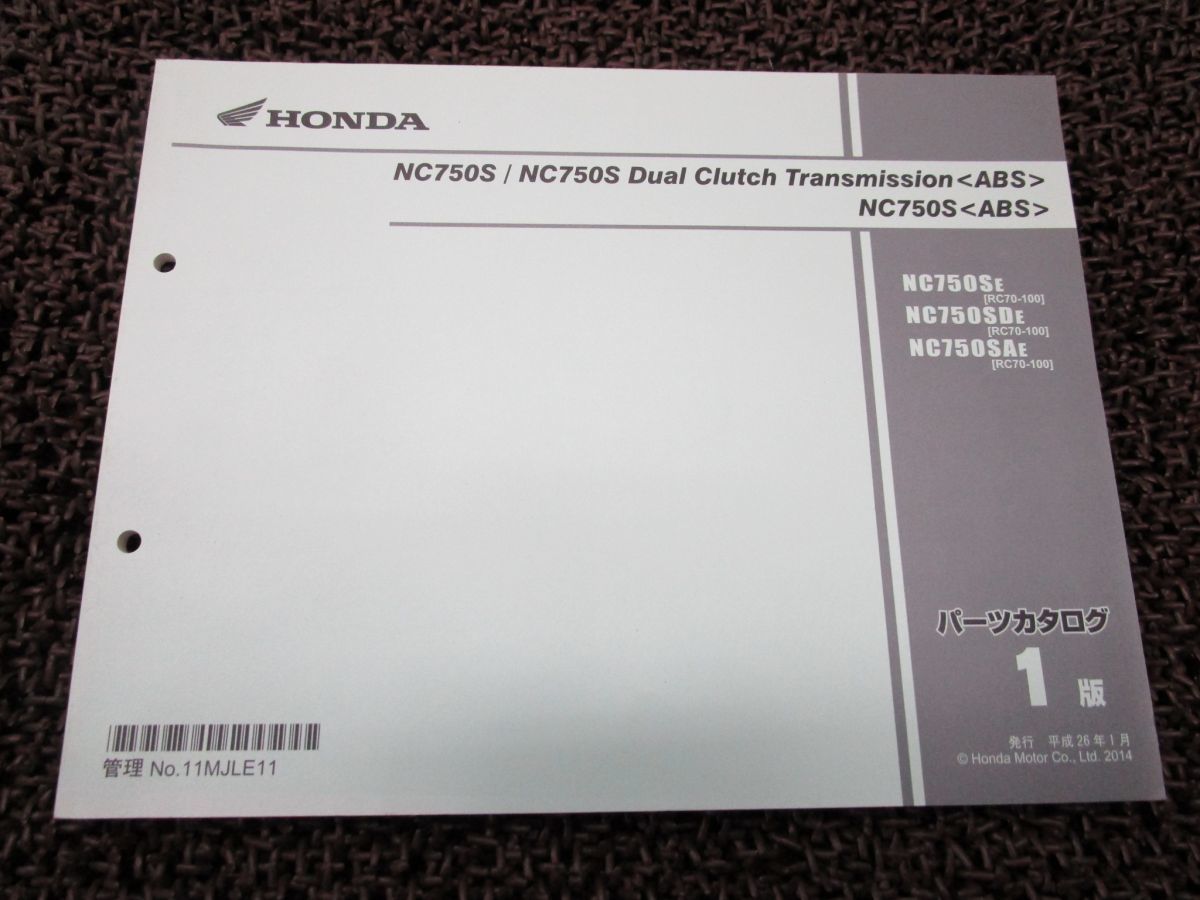 HONDA
NC750S / NC750S Dual Clutch Transmission<ABS>
NC750S<ABS>
NC750SE
[RC70-100]
NC750SDE
[RC70-100]
NC750SAE
[RC70-100]
パーツカタログ
1版
発行 平成26年1月
© Honda Motor Co., Ltd. 2014
管理 No.11MJLE11